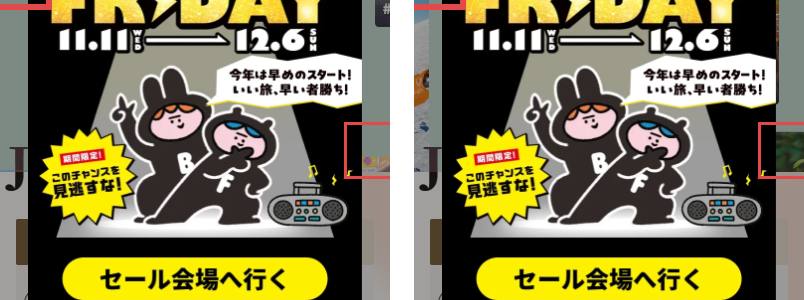 FRIDAY
11.11 WED → 12.6 SUN
今年は早めのスタート!
いい旅、早い者勝ち!
期間限定!
このチャンスを
見逃すな!
B
F
セール会場へ行く
J
#
FRIDAY
11.11 WED → 12.6 SUN
今年は早めのスタート!
いい旅、早い者勝ち!
期間限定!
このチャンスを
見逃すな!
B
F
セール会場へ行く
J